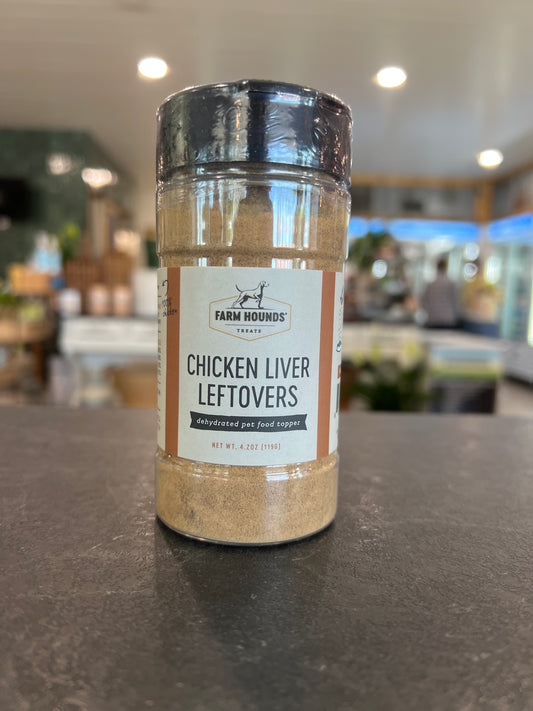 FARM HOUNDS
TREATS
CHICKEN LIVER
LEFTOVERS
dehydrated pet food topper
NET WT. 4.2OZ [119G]